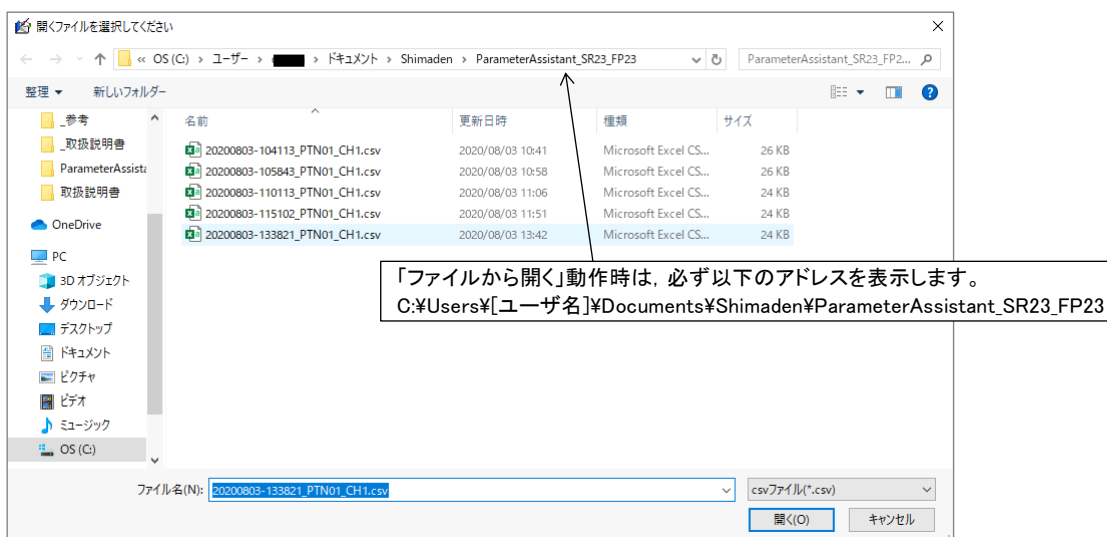 開くファイルを選択してください
« OS (C:) › ユーザー › › ドキュメント › Shimaden › ParameterAssistant_SR23_FP23
ParameterAssistant_SR23_FP2...
整理 新しいフォルダー
_参考
_取扱説明書
ParameterAssista
取扱説明書
OneDrive
PC
3D オブジェクト
ダウンロード
デスクトップ
ドキュメント
ピクチャ
ビデオ
ミュージック
OS (C:)
名前 更新日時 種類 サイズ
20200803-104113_PTN01_CH1.csv 2020/08/03 10:41 Microsoft Excel CS... 26 KB
20200803-105843_PTN01_CH1.csv 2020/08/03 10:58 Microsoft Excel CS... 26 KB
20200803-110113_PTN01_CH1.csv 2020/08/03 11:06 Microsoft Excel CS... 24 KB
20200803-115102_PTN01_CH1.csv 2020/08/03 11:51 Microsoft Excel CS... 24 KB
20200803-133821_PTN01_CH1.csv 2020/08/03 13:42 Microsoft Excel CS... 24 KB
「ファイルから開く」動作時は，必ず以下のアドレスを表示します。
C:¥Users¥[ユーザ名]¥Documents¥Shimaden¥ParameterAssistant_SR23_FP23
ファイル名(N): 20200803-133821_PTN01_CH1.csv
csvファイル(*.csv)
開く(O) キャンセル